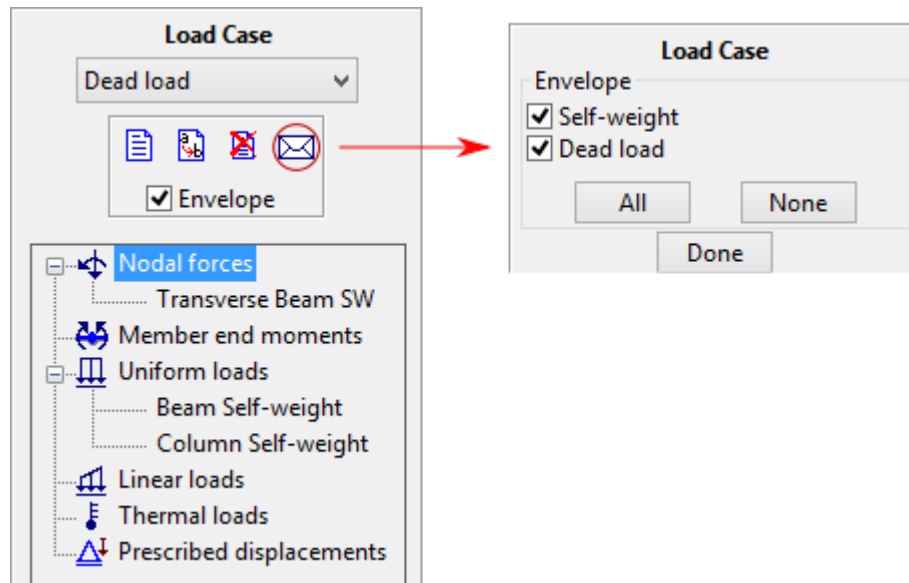 Load Case
Dead load
a
b
Envelope
Nodal forces
Transverse Beam SW
Member end moments
Uniform loads
Beam Self-weight
Column Self-weight
Linear loads
Thermal loads
Prescribed displacements
Load Case
Envelope
Self-weight
Dead load
All None
Done